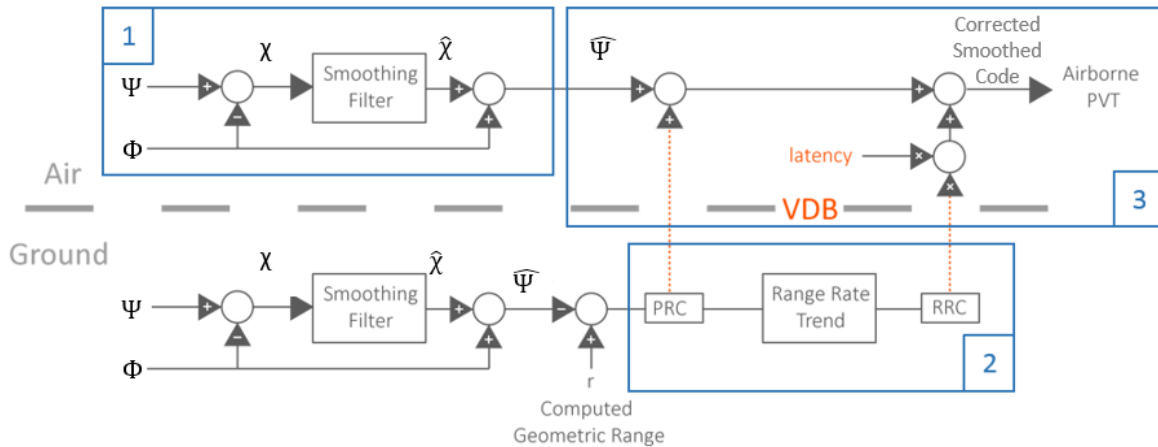 1
χ
χ̂
Ψ
+
−
Smoothing
Filter
+
+
Φ
Ψ̂
+
+
+
+
Corrected
Smoothed
Code
Airborne
PVT
latency
×
×
3
Air
VDB
Ground
χ
χ̂
Ψ̂
Ψ
+
−
Smoothing
Filter
+
+
−
+
Φ
r
Computed
Geometric Range
PRC
Range Rate
Trend
RRC
2